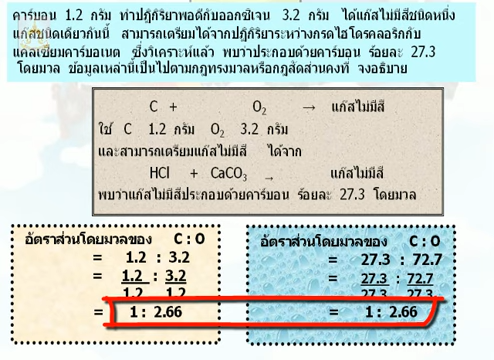 คาร์บอน 1.2 กรัม ทำปฏิกิริยาพอดีกับออกซิเจน 3.2 กรัม ได้แก๊สไม่มีสีชนิดหนึ่ง
แก๊สชนิดเดียวกันนี้ สามารถเตรียมได้จากปฏิกิริยาระหว่างกรดไฮโดรคลอริกกับ
แคลเซียมคาร์บอเนต ซึ่งวิเคราะห์แล้ว พบว่าประกอบด้วยคาร์บอน ร้อยละ 27.3
โดยมวล ข้อมูลเหล่านี้เป็นไปตามกฎทรงมวลหรือกฎสัดส่วนคงที่ จงอธิบาย
C + O₂ → แก๊สไม่มีสี
ใช้ C 1.2 กรัม O₂ 3.2 กรัม
และสามารถเตรียมแก๊สไม่มีสี ได้จาก
HCl + CaCO₃ → แก๊สไม่มีสี
พบว่าแก๊สไม่มีสีประกอบด้วยคาร์บอน ร้อยละ 27.3 โดยมวล
อัตราส่วนโดยมวลของ C : O
= 1.2 : 3.2
= 1.2 : 3.2
1.2 1.2
= 1 : 2.66
อัตราส่วนโดยมวลของ C : O
= 27.3 : 72.7
= 27.3 : 72.7
27.3 27.3
= 1 : 2.66